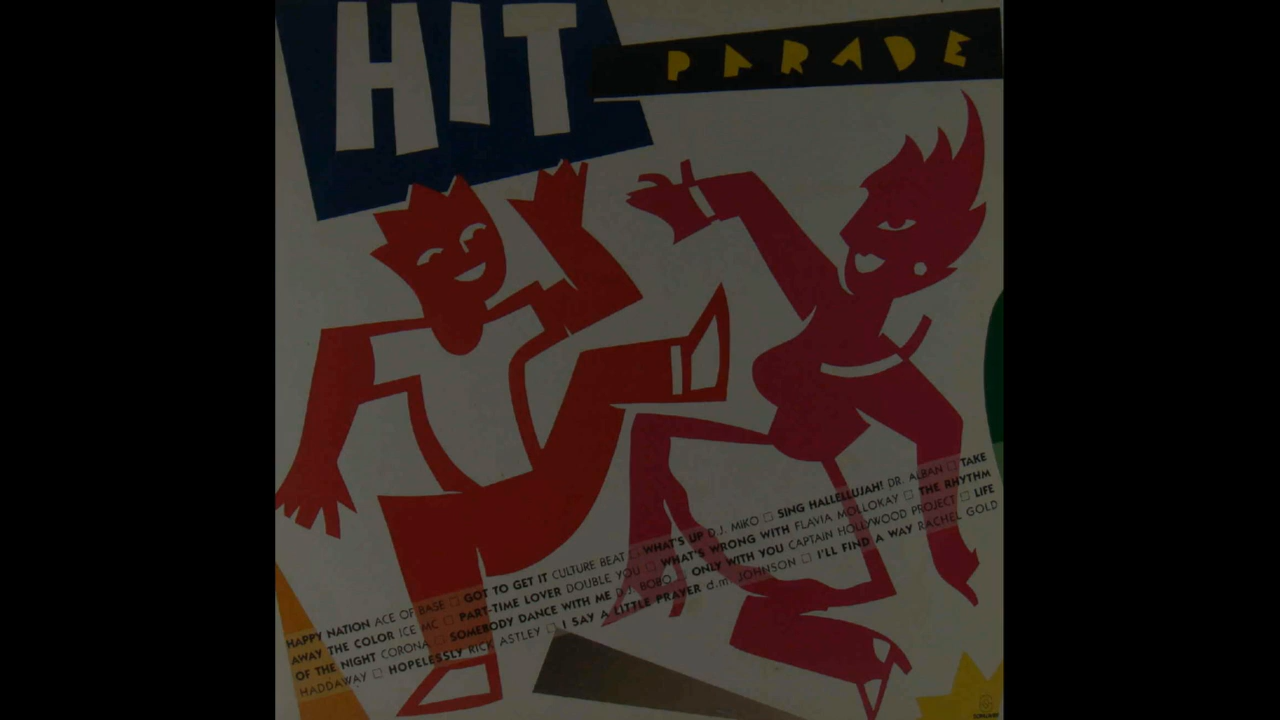 HIT
PARADE
HAPPY NATION ACE OF BASE □ GOT TO GET IT CULTURE BEAT □ WHAT'S UP D.J. MIKO □ SING HALLELLUJAH! DR. ALBAN □ TAKE
AWAY THE COLOR ICE MC □ PART-TIME LOVER DOUBLE YOU □ WHAT'S WRONG WITH FLAVIA MOLLOKAY □ THE RHYTHM
OF THE NIGHT CORONA □ SOMEBODY DANCE WITH ME D.J. BOBO □ ONLY WITH YOU CAPTAIN HOLLYWOOD PROJECT □ LIFE
HADDAWAY □ HOPELESSLY RICK ASTLEY □ I SAY A LITTLE PRAYER d.m. JOHNSON □ I'LL FIND A WAY RACHEL GOLD